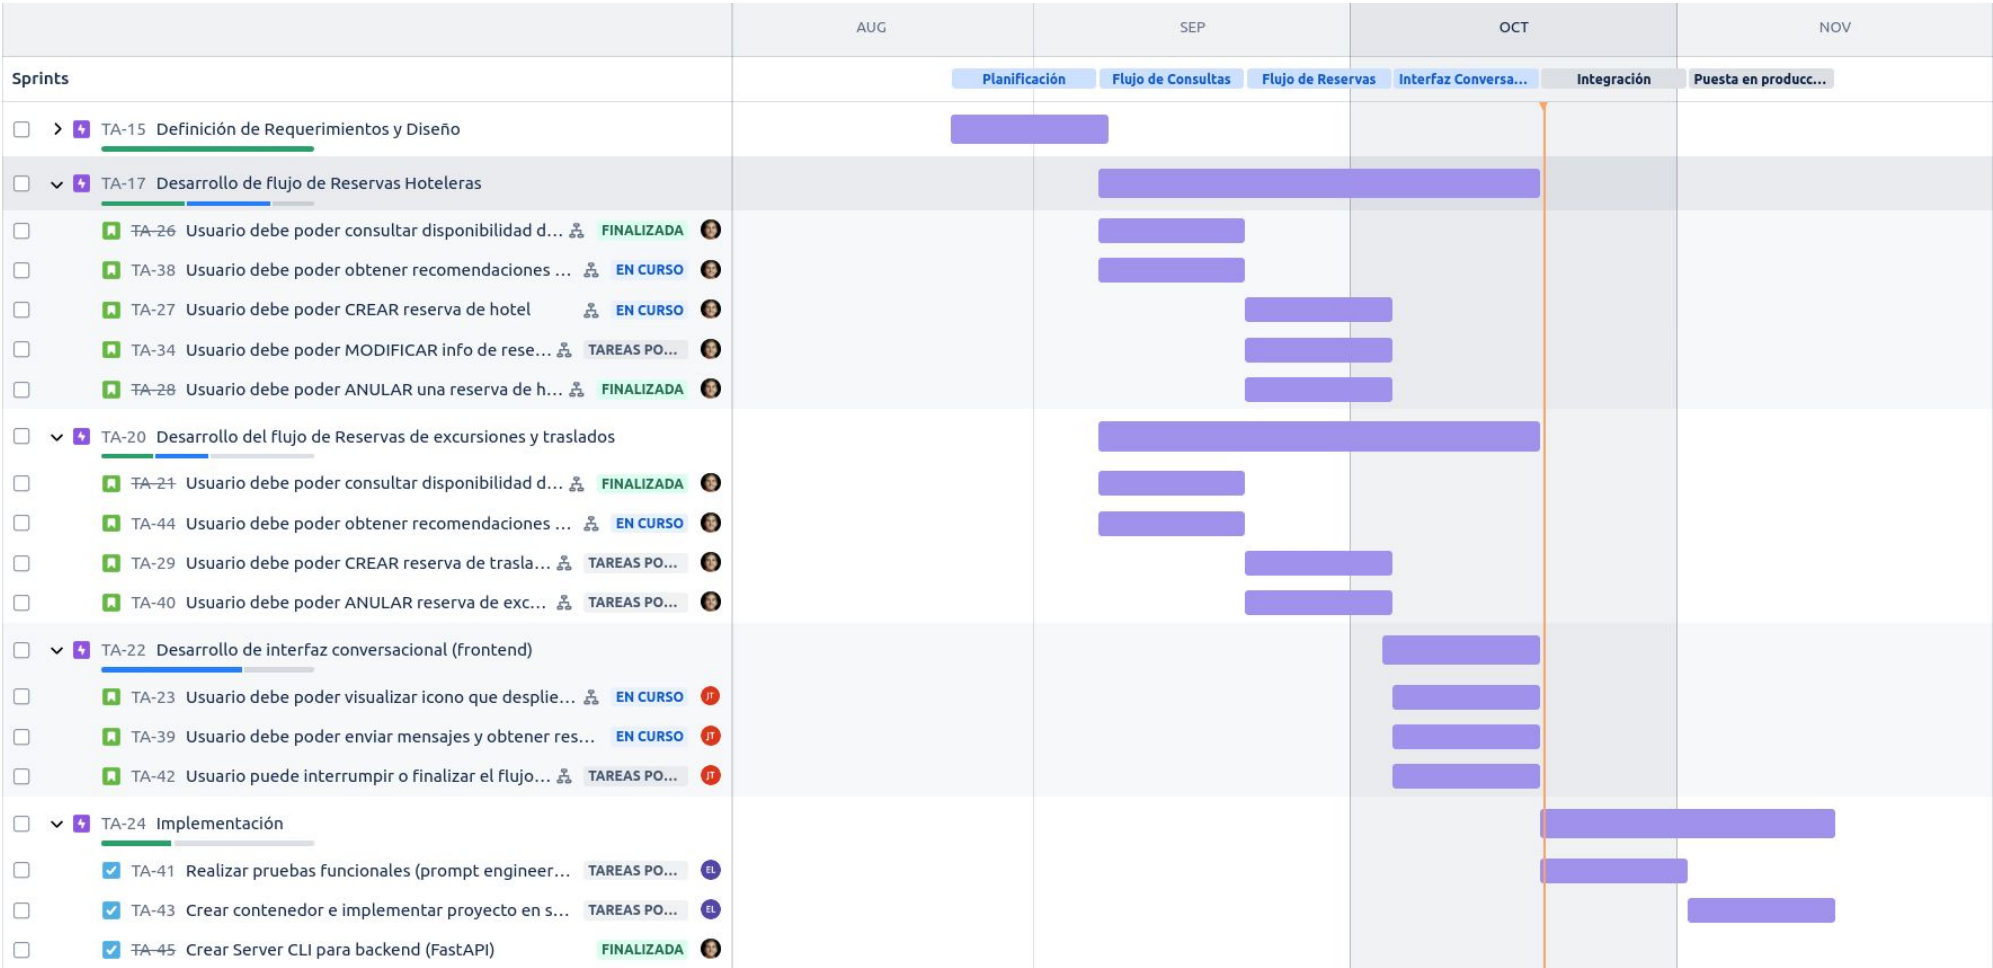 AUG SEP OCT NOV
Sprints Planificación Flujo de Consultas Flujo de Reservas Interfaz Conversa... Integración Puesta en producc...
TA-15 Definición de Requerimientos y Diseño
TA-17 Desarrollo de flujo de Reservas Hoteleras
TA-26 Usuario debe poder consultar disponibilidad d... FINALIZADA
TA-38 Usuario debe poder obtener recomendaciones ... EN CURSO
TA-27 Usuario debe poder CREAR reserva de hotel EN CURSO
TA-34 Usuario debe poder MODIFICAR info de rese... TAREAS PO...
TA-28 Usuario debe poder ANULAR una reserva de h... FINALIZADA
TA-20 Desarrollo del flujo de Reservas de excursiones y traslados
TA-21 Usuario debe poder consultar disponibilidad d... FINALIZADA
TA-44 Usuario debe poder obtener recomendaciones ... EN CURSO
TA-29 Usuario debe poder CREAR reserva de trasla... TAREAS PO...
TA-40 Usuario debe poder ANULAR reserva de exc... TAREAS PO...
TA-22 Desarrollo de interfaz conversacional (frontend)
TA-23 Usuario debe poder visualizar icono que desplie... EN CURSO JT
TA-39 Usuario debe poder enviar mensajes y obtener res... EN CURSO JT
TA-42 Usuario puede interrumpir o finalizar el flujo... TAREAS PO... JT
TA-24 Implementación
TA-41 Realizar pruebas funcionales (prompt engineer... TAREAS PO... EL
TA-43 Crear contenedor e implementar proyecto en s... TAREAS PO... EL
TA-45 Crear Server CLI para backend (FastAPI) FINALIZADA